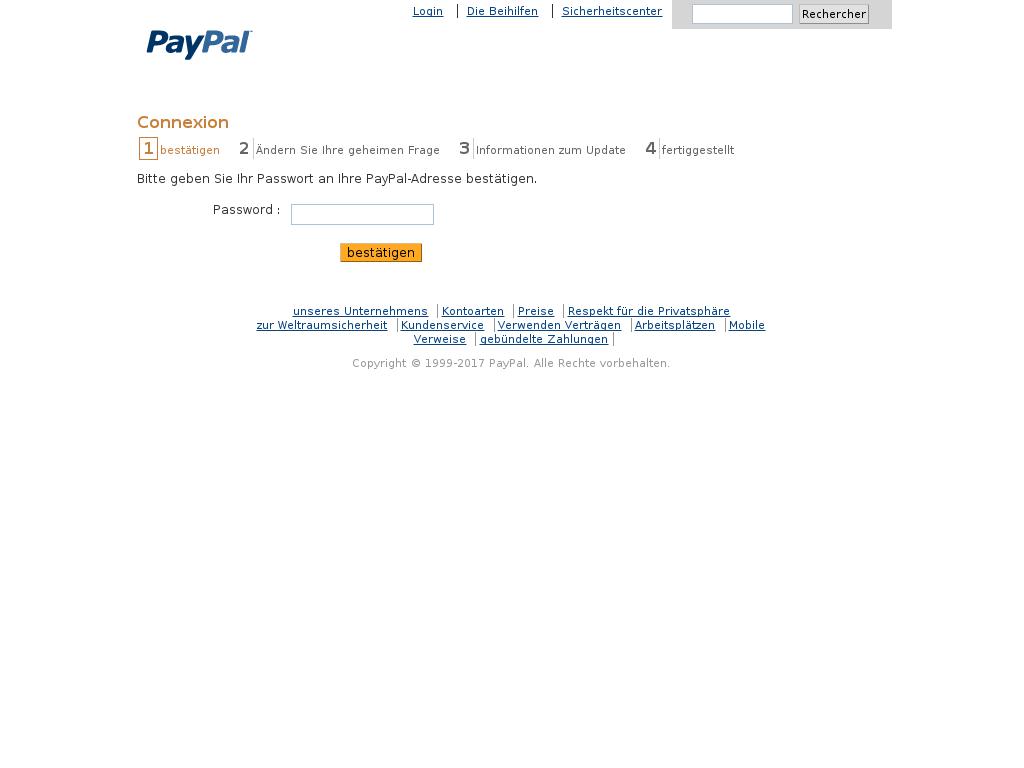 Login Die Beihilfen Sicherheitscenter Rechercher
PayPal
Connexion
1 bestätigen 2 Ändern Sie Ihre geheimen Frage 3 Informationen zum Update 4 fertiggestellt
Bitte geben Sie Ihr Passwort an Ihre PayPal-Adresse bestätigen.
Password :
bestätigen
unseres Unternehmens Kontoarten Preise Respekt für die Privatsphäre
zur Weltraumsicherheit Kundenservice Verwenden Verträgen Arbeitsplätzen Mobile
Verweise gebündelte Zahlungen
Copyright © 1999-2017 PayPal. Alle Rechte vorbehalten.